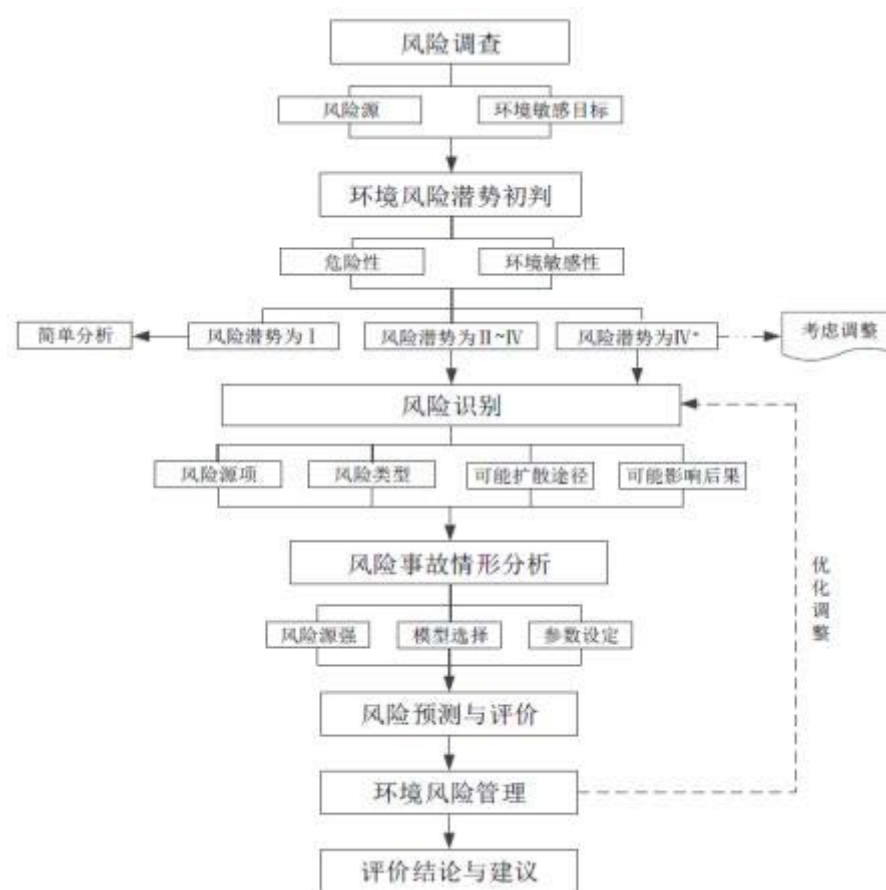 风险调查
风险源
环境敏感目标
环境风险潜势初判
危险性
环境敏感性
简单分析
风险潜势为Ⅰ
风险潜势为Ⅱ~Ⅳ
风险潜势为Ⅳ+
考虑调整
风险识别
风险源项
风险类型
可能扩散途径
可能影响后果
风险事故情形分析
优化调整
风险源强
模型选择
参数设定
风险预测与评价
环境风险管理
评价结论与建议